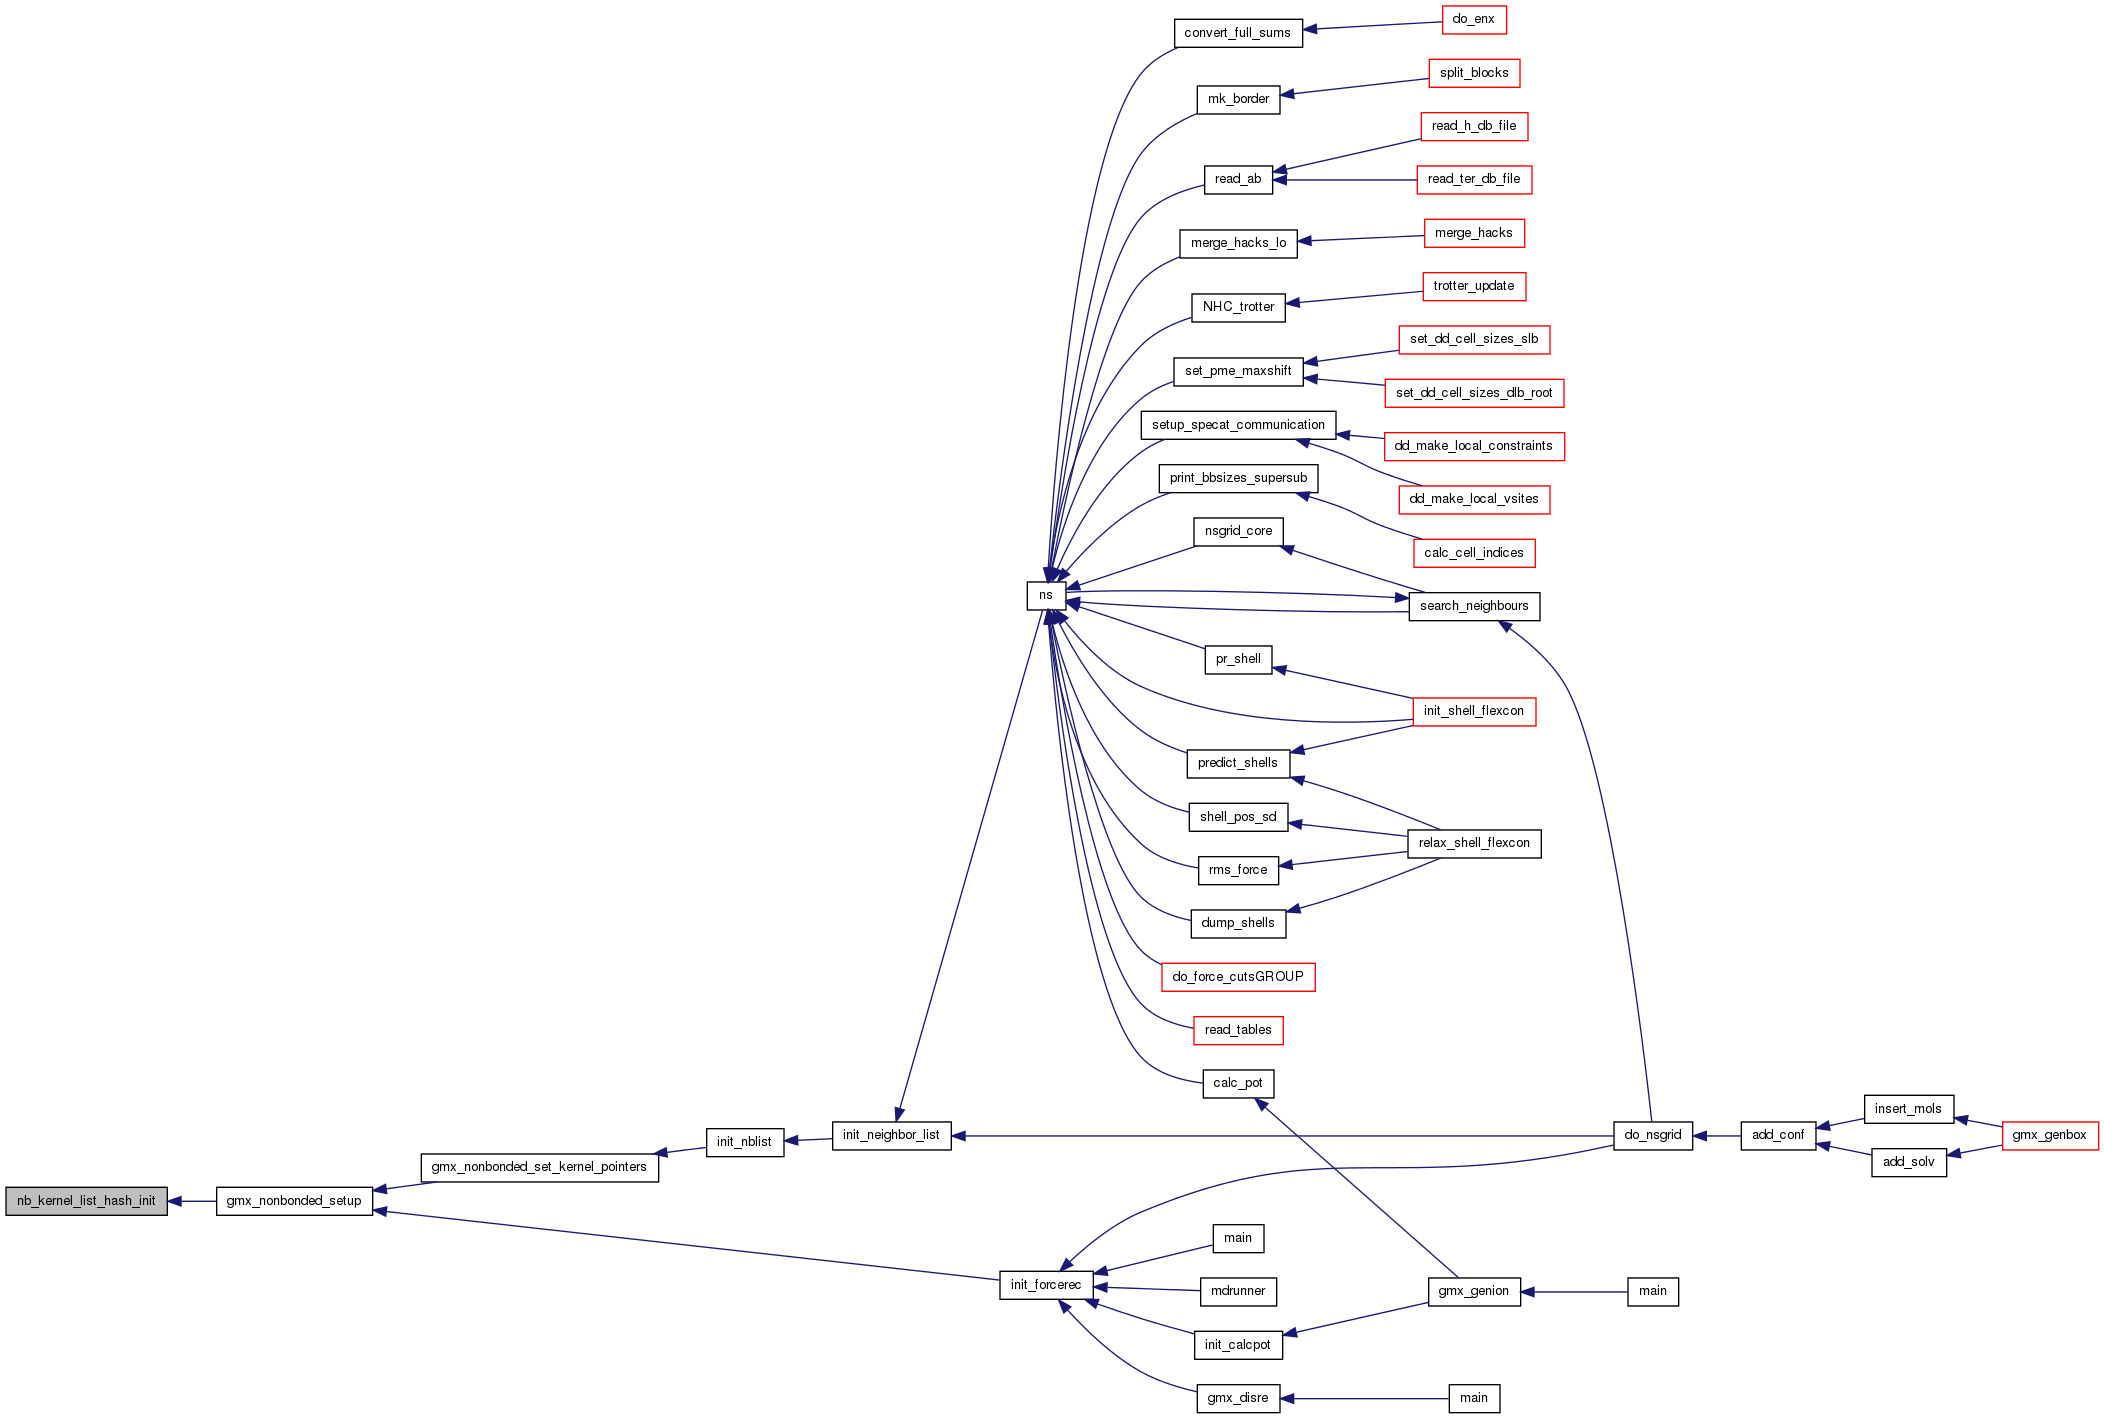 do_enx
convert_full_sums
split_blocks
mk_border
read_h_db_file
read_ab
read_ter_db_file
merge_hacks
merge_hacks_lo
trotter_update
NHC_trotter
set_dd_cell_sizes_slb
set_pme_maxshift
set_dd_cell_sizes_dlb_root
setup_specat_communication
dd_make_local_constraints
print_bbsizes_supersub
dd_make_local_vsites
nsgrid_core
calc_cell_indices
ns
search_neighbours
pr_shell
init_shell_flexcon
predict_shells
shell_pos_sd
relax_shell_flexcon
rms_force
dump_shells
do_force_cutsGROUP
read_tables
calc_pot
insert_mols
init_nblist
init_neighbor_list
do_nsgrid
add_conf
gmx_genbox
gmx_nonbonded_set_kernel_pointers
add_solv
nb_kernel_list_hash_init
gmx_nonbonded_setup
main
init_forcerec
mdrunner
gmx_genion
main
init_calcpot
gmx_disre
main